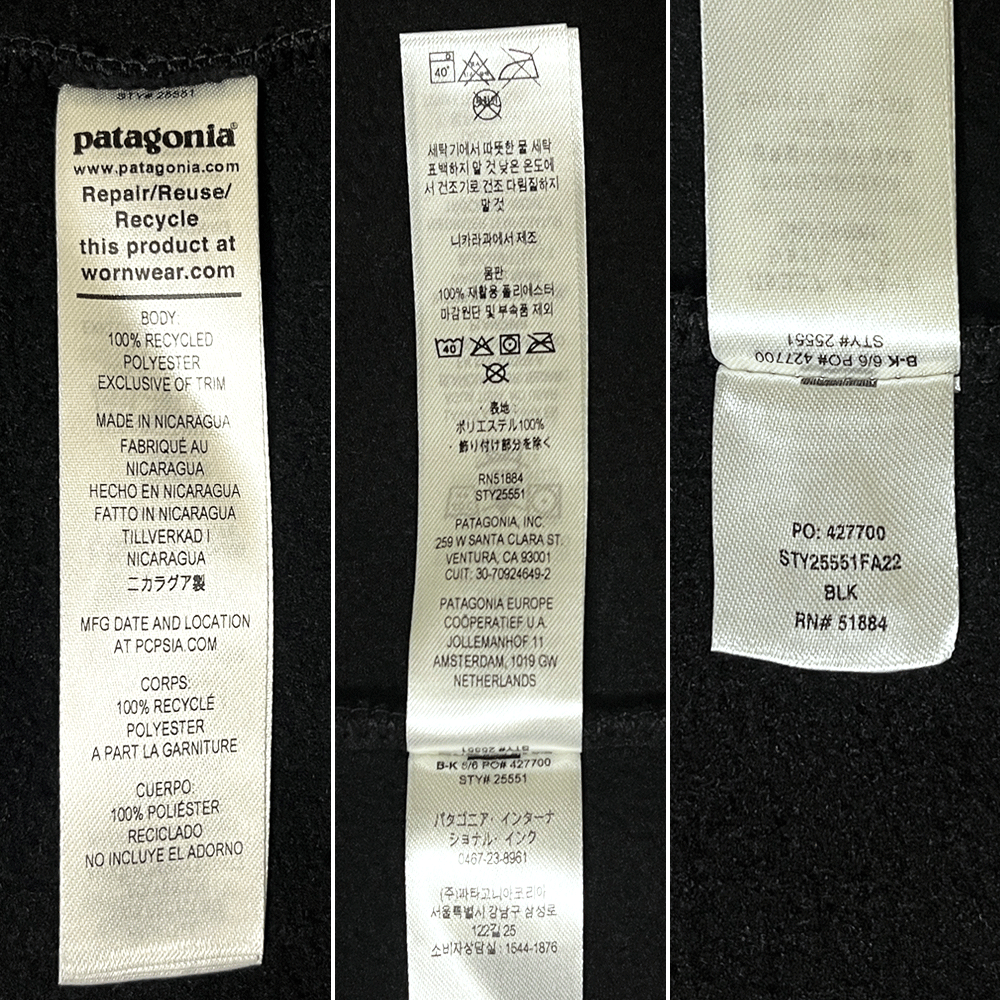 STY# 25551
patagonia®
www.patagonia.com
Repair/Reuse/
Recycle
this product at
wornwear.com
BODY:
100% RECYCLED
POLYESTER
EXCLUSIVE OF TRIM
MADE IN NICARAGUA
FABRIQUÉ AU
NICARAGUA
HECHO EN NICARAGUA
FATTO IN NICARAGUA
TILLVERKAD I
NICARAGUA
ニカラグア製
MFG DATE AND LOCATION
AT PCPSIA.COM
CORPS:
100% RECYCLÉ
POLYESTER
A PART LA GARNITURE
CUERPO:
100% POLIÉSTER
RECICLADO
NO INCLUYE EL ADORNO
40°
세탁기에서 따뜻한 물 세탁
표백하지 말 것 낮은 온도에
서 건조기로 건조 다림질하지
말 것
니카라과에서 제조
몸판
100% 재활용 폴리에스터
마감원단 및 부속품 제외
40
・表地
ポリエステル100%
・飾り付け部分を除く
RN51884
STY25551
PATAGONIA, INC.
259 W SANTA CLARA ST.
VENTURA, CA 93001
CUIT: 30-70924649-2
PATAGONIA EUROPE
COÖPERATIEF U.A.
JOLLEMANHOF 11
AMSTERDAM, 1019 GW
NETHERLANDS
B-K 6/6 PO# 427700
STY# 25551
パタゴニア・インターナ
ショナル・インク
0467-23-8961
(주)파타고니아코리아
서울특별시 강남구 삼성로
122길 25
소비자상담실 : 1544-1876
STY# 25551
B-K 6/6 PO# 427700
PO: 427700
STY25551FA22
BLK
RN# 51884